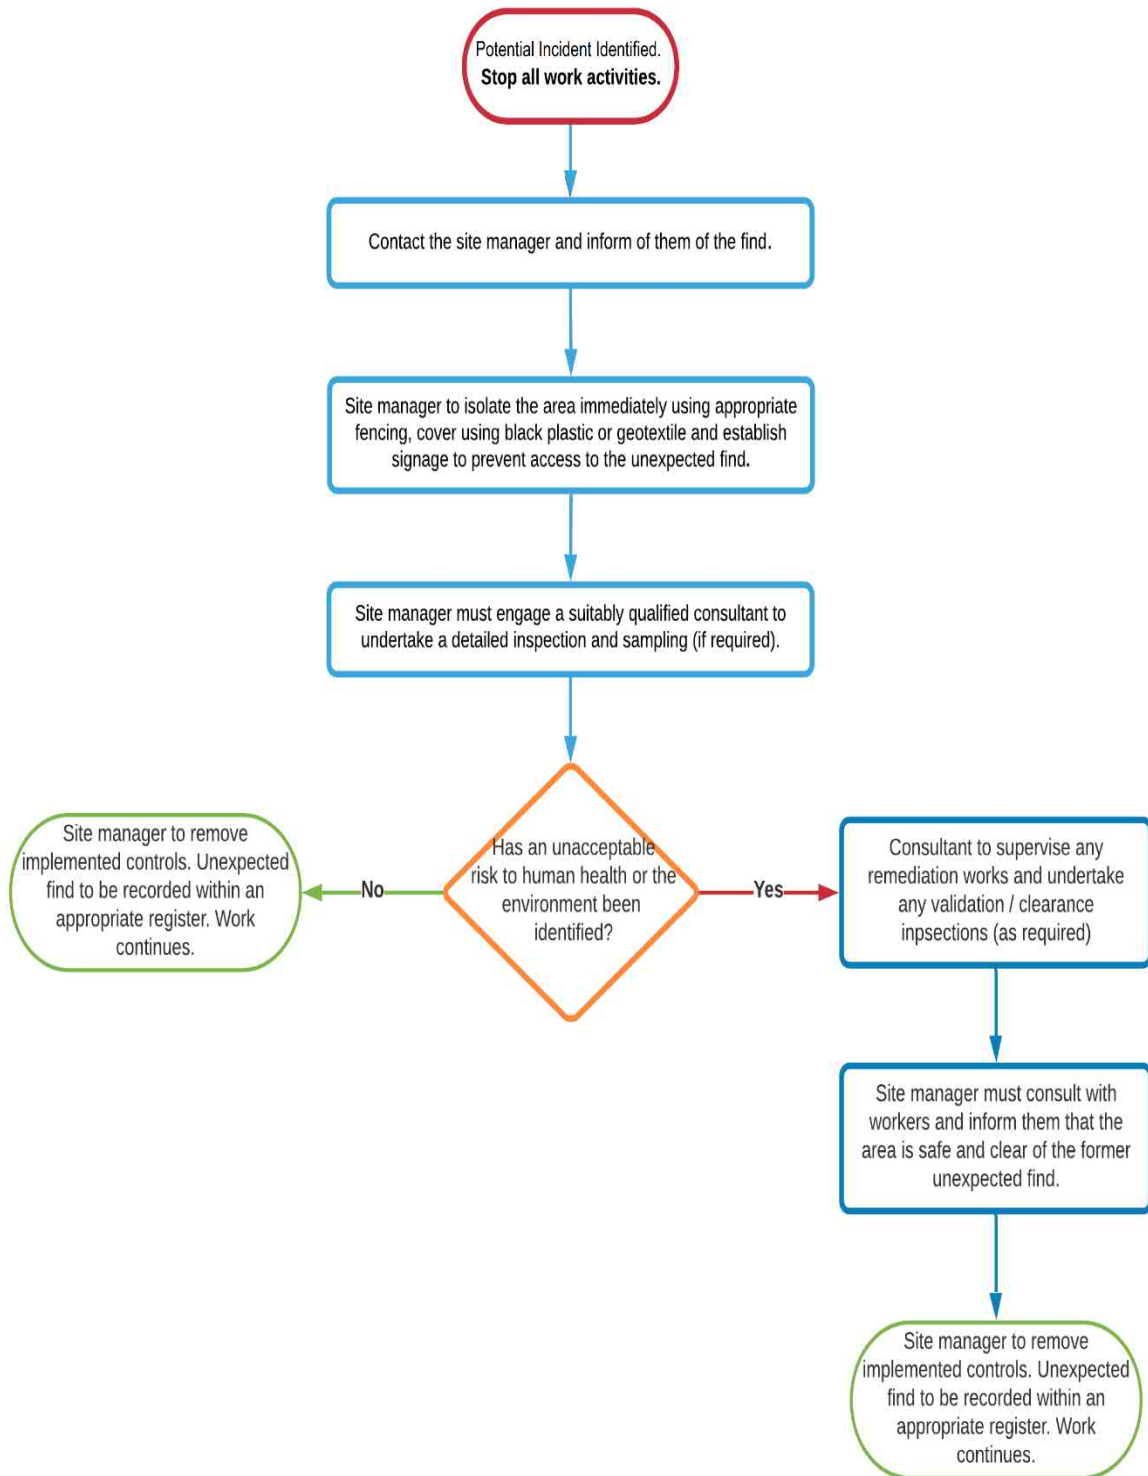 Potential Incident Identified.
Stop all work activities.
Contact the site manager and inform of them of the find.
Site manager to isolate the area immediately using appropriate
fencing, cover using black plastic or geotextile and establish
signage to prevent access to the unexpected find.
Site manager must engage a suitably qualified consultant to
undertake a detailed inspection and sampling (if required).
Has an unacceptable
risk to human health or the
environment been
identified?
No
Site manager to remove
implemented controls. Unexpected
find to be recorded within an
appropriate register. Work
continues.
Yes
Consultant to supervise any
remediation works and undertake
any validation / clearance
inpsections (as required)
Site manager must consult with
workers and inform them that the
area is safe and clear of the former
unexpected find.
Site manager to remove
implemented controls. Unexpected
find to be recorded within an
appropriate register. Work
continues.